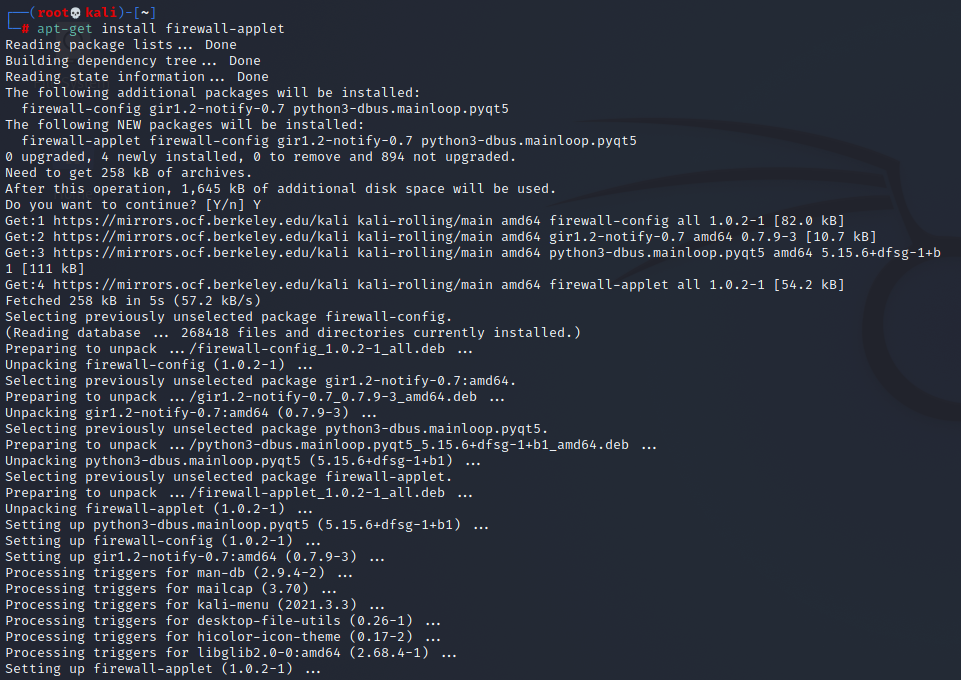 ┌──(root💀kali)-[~]
└─# apt-get install firewall-applet
Reading package lists... Done
Building dependency tree... Done
Reading state information... Done
The following additional packages will be installed:
  firewall-config gir1.2-notify-0.7 python3-dbus.mainloop.pyqt5
The following NEW packages will be installed:
  firewall-applet firewall-config gir1.2-notify-0.7 python3-dbus.mainloop.pyqt5
0 upgraded, 4 newly installed, 0 to remove and 894 not upgraded.
Need to get 258 kB of archives.
After this operation, 1,645 kB of additional disk space will be used.
Do you want to continue? [Y/n] Y
Get:1 https://mirrors.ocf.berkeley.edu/kali kali-rolling/main amd64 firewall-config all 1.0.2-1 [82.0 kB]
Get:2 https://mirrors.ocf.berkeley.edu/kali kali-rolling/main amd64 gir1.2-notify-0.7 amd64 0.7.9-3 [10.7 kB]
Get:3 https://mirrors.ocf.berkeley.edu/kali kali-rolling/main amd64 python3-dbus.mainloop.pyqt5 amd64 5.15.6+dfsg-1+b
1 [111 kB]
Get:4 https://mirrors.ocf.berkeley.edu/kali kali-rolling/main amd64 firewall-applet all 1.0.2-1 [54.2 kB]
Fetched 258 kB in 5s (57.2 kB/s)
Selecting previously unselected package firewall-config.
(Reading database ... 268418 files and directories currently installed.)
Preparing to unpack .../firewall-config_1.0.2-1_all.deb ...
Unpacking firewall-config (1.0.2-1) ...
Selecting previously unselected package gir1.2-notify-0.7:amd64.
Preparing to unpack .../gir1.2-notify-0.7_0.7.9-3_amd64.deb ...
Unpacking gir1.2-notify-0.7:amd64 (0.7.9-3) ...
Selecting previously unselected package python3-dbus.mainloop.pyqt5.
Preparing to unpack .../python3-dbus.mainloop.pyqt5_5.15.6+dfsg-1+b1_amd64.deb ...
Unpacking python3-dbus.mainloop.pyqt5 (5.15.6+dfsg-1+b1) ...
Selecting previously unselected package firewall-applet.
Preparing to unpack .../firewall-applet_1.0.2-1_all.deb ...
Unpacking firewall-applet (1.0.2-1) ...
Setting up python3-dbus.mainloop.pyqt5 (5.15.6+dfsg-1+b1) ...
Setting up firewall-config (1.0.2-1) ...
Setting up gir1.2-notify-0.7:amd64 (0.7.9-3) ...
Processing triggers for man-db (2.9.4-2) ...
Processing triggers for mailcap (3.70) ...
Processing triggers for kali-menu (2021.3.3) ...
Processing triggers for desktop-file-utils (0.26-1) ...
Processing triggers for hicolor-icon-theme (0.17-2) ...
Processing triggers for libglib2.0-0:amd64 (2.68.4-1) ...
Setting up firewall-applet (1.0.2-1) ...